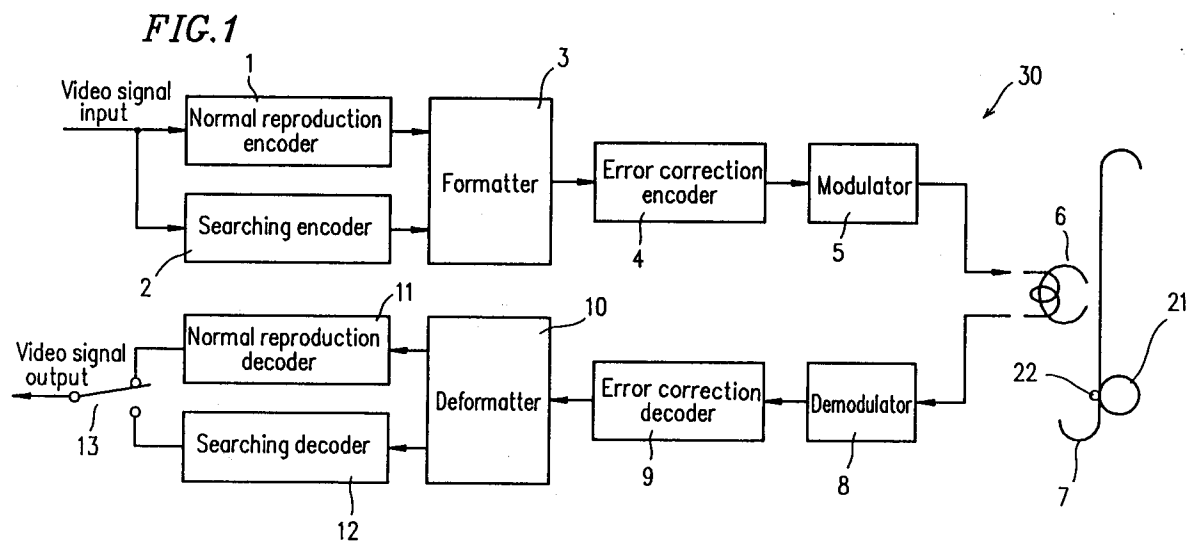 FIG.1
1
3
30
Video signal
input
Normal reproduction
encoder
Formatter
Error correction
encoder
Modulator
Searching encoder
2
4
5
6
11
10
21
Video signal
output
Normal reproduction
decoder
Deformatter
Error correction
decoder
Demodulator
22
13
Searching decoder
12
9
8
7